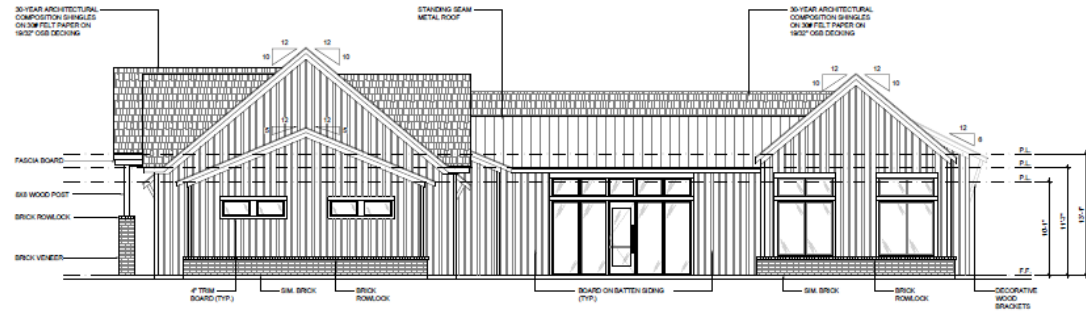 30-YEAR ARCHITECTURAL
COMPOSITION SHINGLES
ON 30# FELT PAPER ON
19/32" OSB DECKING
STANDING SEAM
METAL ROOF
30-YEAR ARCHITECTURAL
COMPOSITION SHINGLES
ON 30# FELT PAPER ON
19/32" OSB DECKING
12 12
10 10
12 12
10 10
12 12
5 5
12
6
FASCIA BOARD
P.L.
P.L.
6X6 WOOD POST
P.L.
BRICK ROWLOCK
10'-1"
11'-2"
BRICK VENEER
F.F.
4" TRIM
BOARD (TYP.)
SIM. BRICK
BRICK
ROWLOCK
BOARD ON BATTEN SIDING
(TYP.)
SIM. BRICK
BRICK
ROWLOCK
DECORATIVE
WOOD
BRACKETS